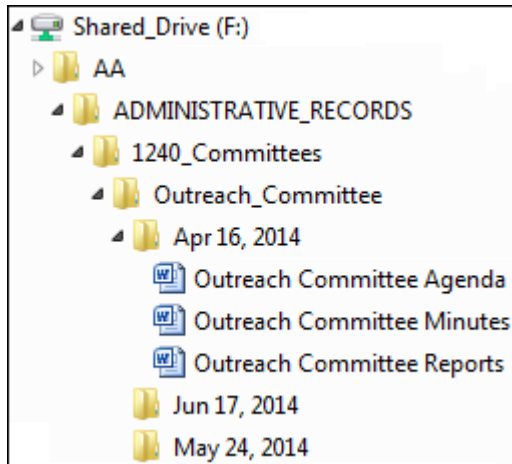 Shared_Drive (F:)
AA
ADMINISTRATIVE_RECORDS
1240_Committees
Outreach_Committee
Apr 16, 2014
Outreach Committee Agenda
Outreach Committee Minutes
Outreach Committee Reports
Jun 17, 2014
May 24, 2014